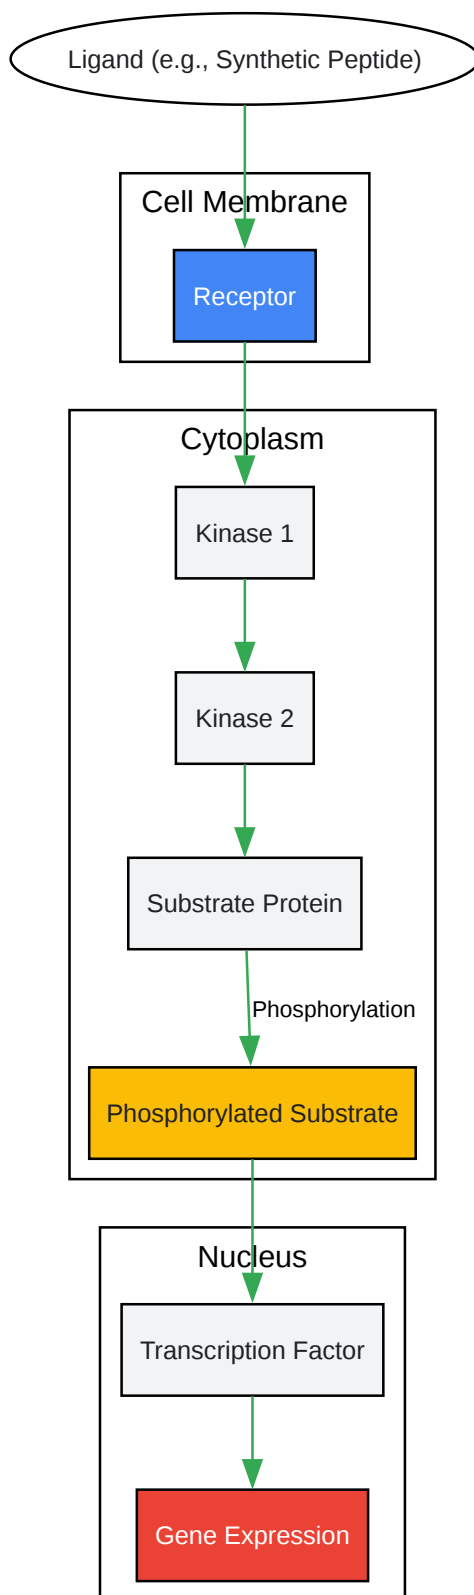 Ligand (e.g., Synthetic Peptide)
Cell Membrane
Receptor
Cytoplasm
Kinase 1
Kinase 2
Substrate Protein
Phosphorylation
Phosphorylated Substrate
Nucleus
Transcription Factor
Gene Expression